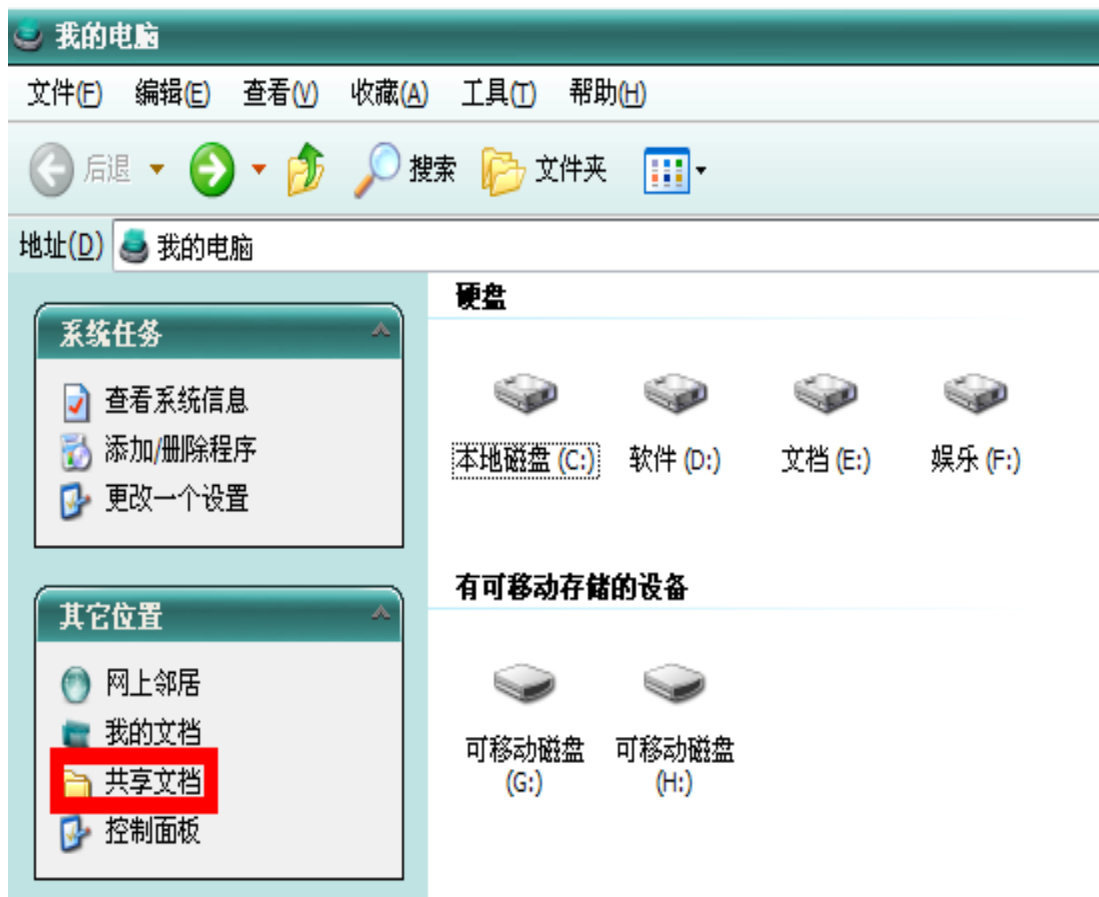 我的电脑
文件(F) 编辑(E) 查看(V) 收藏(A) 工具(T) 帮助(H)
后退 搜索 文件夹
地址(D) 我的电脑
系统任务
查看系统信息
添加/删除程序
更改一个设置
其它位置
网上邻居
我的文档
共享文档
控制面板
硬盘
本地磁盘 (C:) 软件 (D:) 文档 (E:) 娱乐 (F:)
有可移动存储的设备
可移动磁盘 可移动磁盘
(G:) (H:)